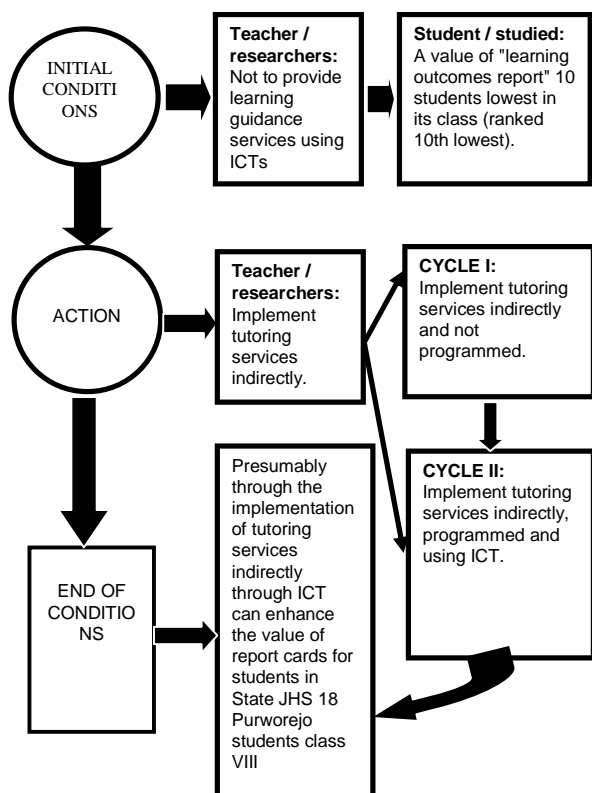 INITIAL
CONDITI
ONS
Teacher /
researchers:
Not to provide
learning
guidance
services using
ICTs
Student / studied:
A value of "learning
outcomes report" 10
students lowest in
its class (ranked
10th lowest).
ACTION
Teacher /
researchers:
Implement
tutoring
services
indirectly.
CYCLE I:
Implement tutoring
services indirectly
and not
programmed.
CYCLE II:
Implement tutoring
services indirectly,
programmed and
using ICT.
END OF
CONDITIO
NS
Presumably
through the
implementation
of tutoring
services
indirectly
through ICT
can enhance
the value of
report cards for
students in
State JHS 18
Purworejo
students class
VIII